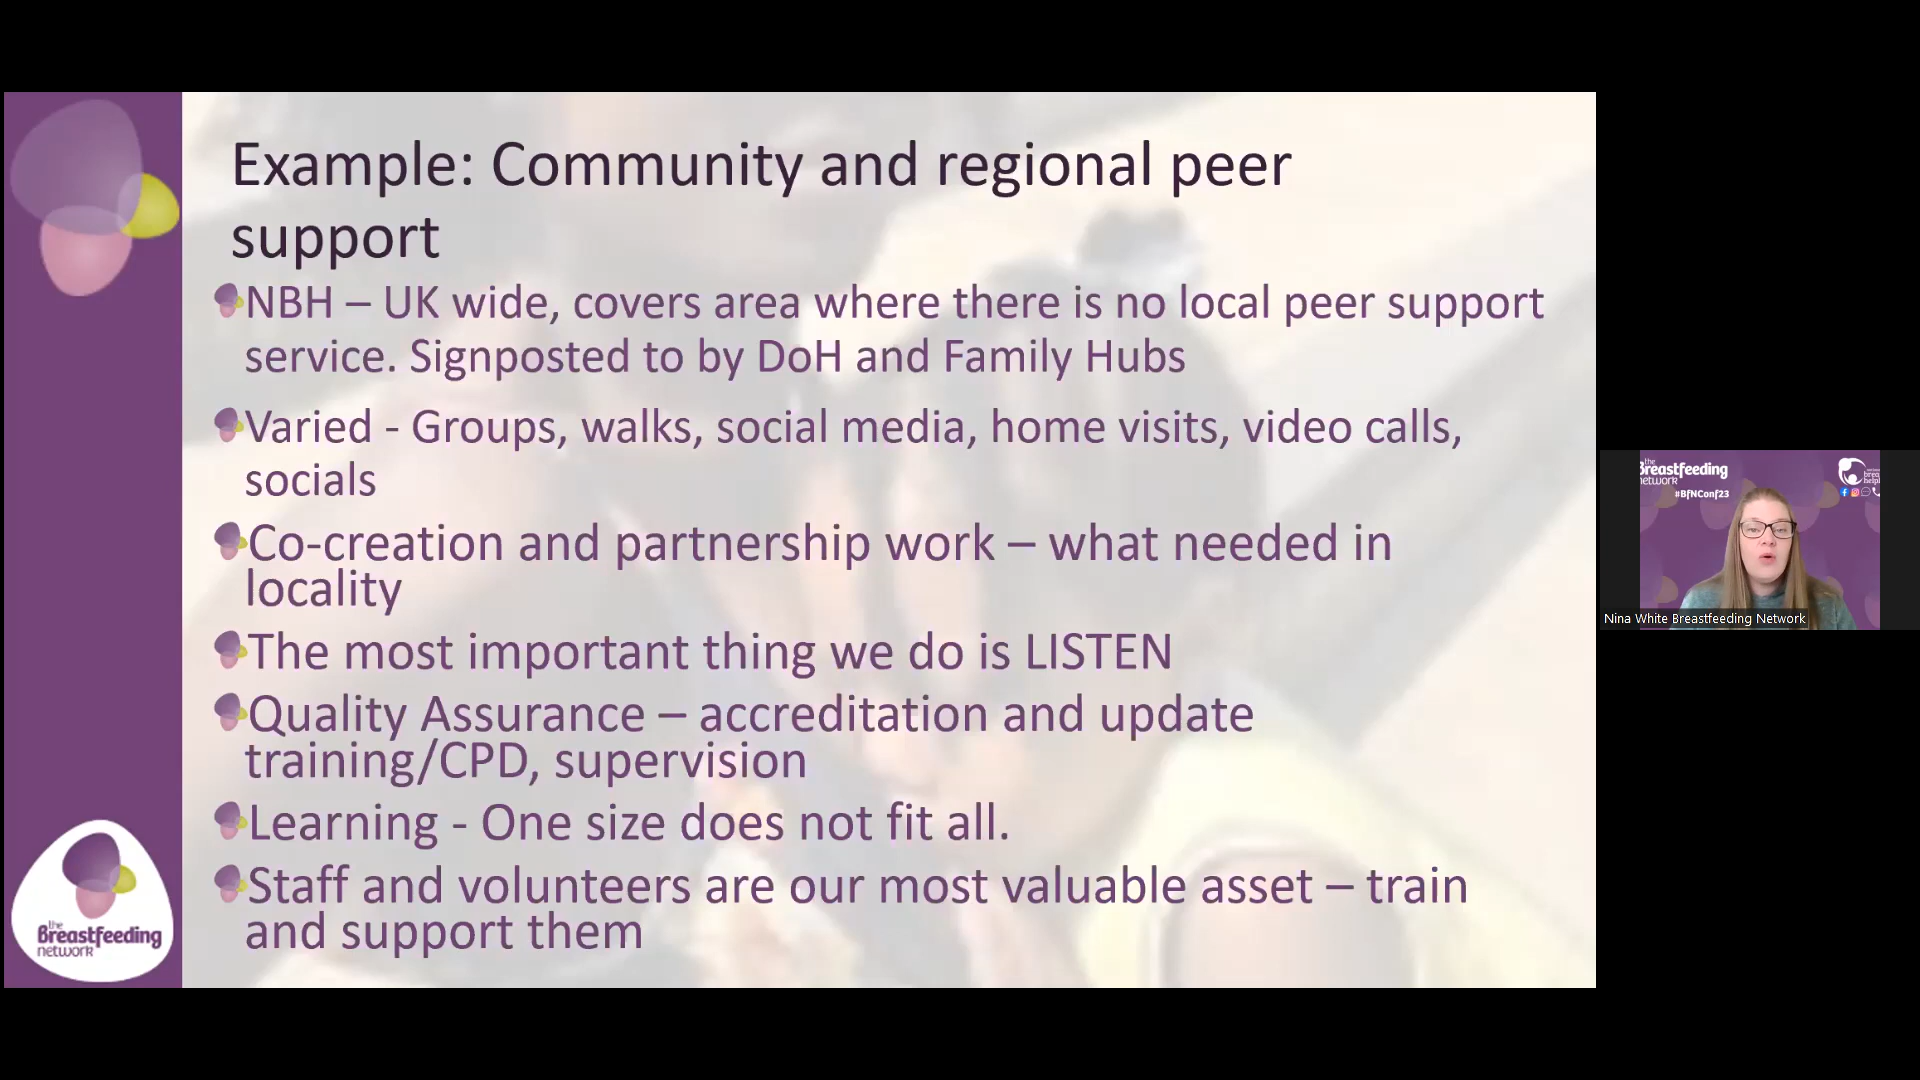 Example: Community and regional peer
support
NBH – UK wide, covers area where there is no local peer support
service. Signposted to by DoH and Family Hubs
Varied - Groups, walks, social media, home visits, video calls,
socials
Co-creation and partnership work – what needed in
locality
The most important thing we do is LISTEN
Quality Assurance – accreditation and update
training/CPD, supervision
Learning - One size does not fit all.
Staff and volunteers are our most valuable asset – train
and support them
the
Breastfeeding
network
the
Breastfeeding
network
#BfNConf23
Nina White Breastfeeding Network